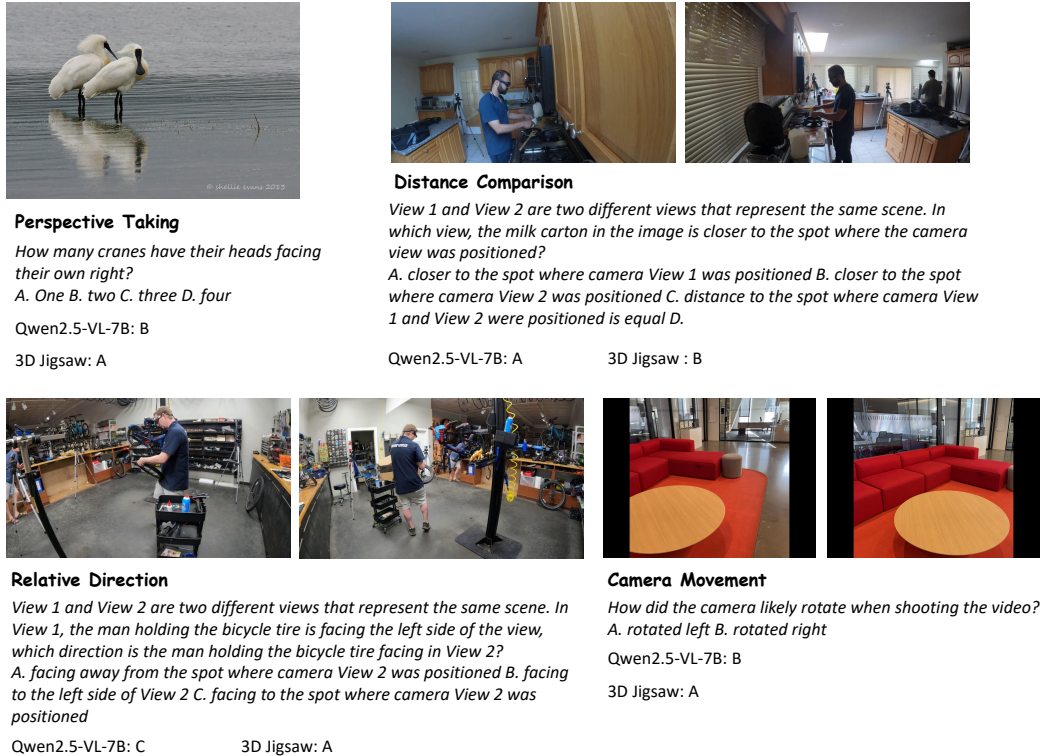 © shellie evans 2015
Perspective Taking
How many cranes have their heads facing
their own right?
A. One B. two C. three D. four
Qwen2.5-VL-7B: B
3D Jigsaw: A
Distance Comparison
View 1 and View 2 are two different views that represent the same scene. In
which view, the milk carton in the image is closer to the spot where the camera
view was positioned?
A. closer to the spot where camera View 1 was positioned B. closer to the spot
where camera View 2 was positioned C. distance to the spot where camera View
1 and View 2 were positioned is equal D.
Qwen2.5-VL-7B: A 3D Jigsaw : B
Relative Direction
View 1 and View 2 are two different views that represent the same scene. In
View 1, the man holding the bicycle tire is facing the left side of the view,
which direction is the man holding the bicycle tire facing in View 2?
A. facing away from the spot where camera View 2 was positioned B. facing
to the left side of View 2 C. facing to the spot where camera View 2 was
positioned
Qwen2.5-VL-7B: C 3D Jigsaw: A
Camera Movement
How did the camera likely rotate when shooting the video?
A. rotated left B. rotated right
Qwen2.5-VL-7B: B
3D Jigsaw: A